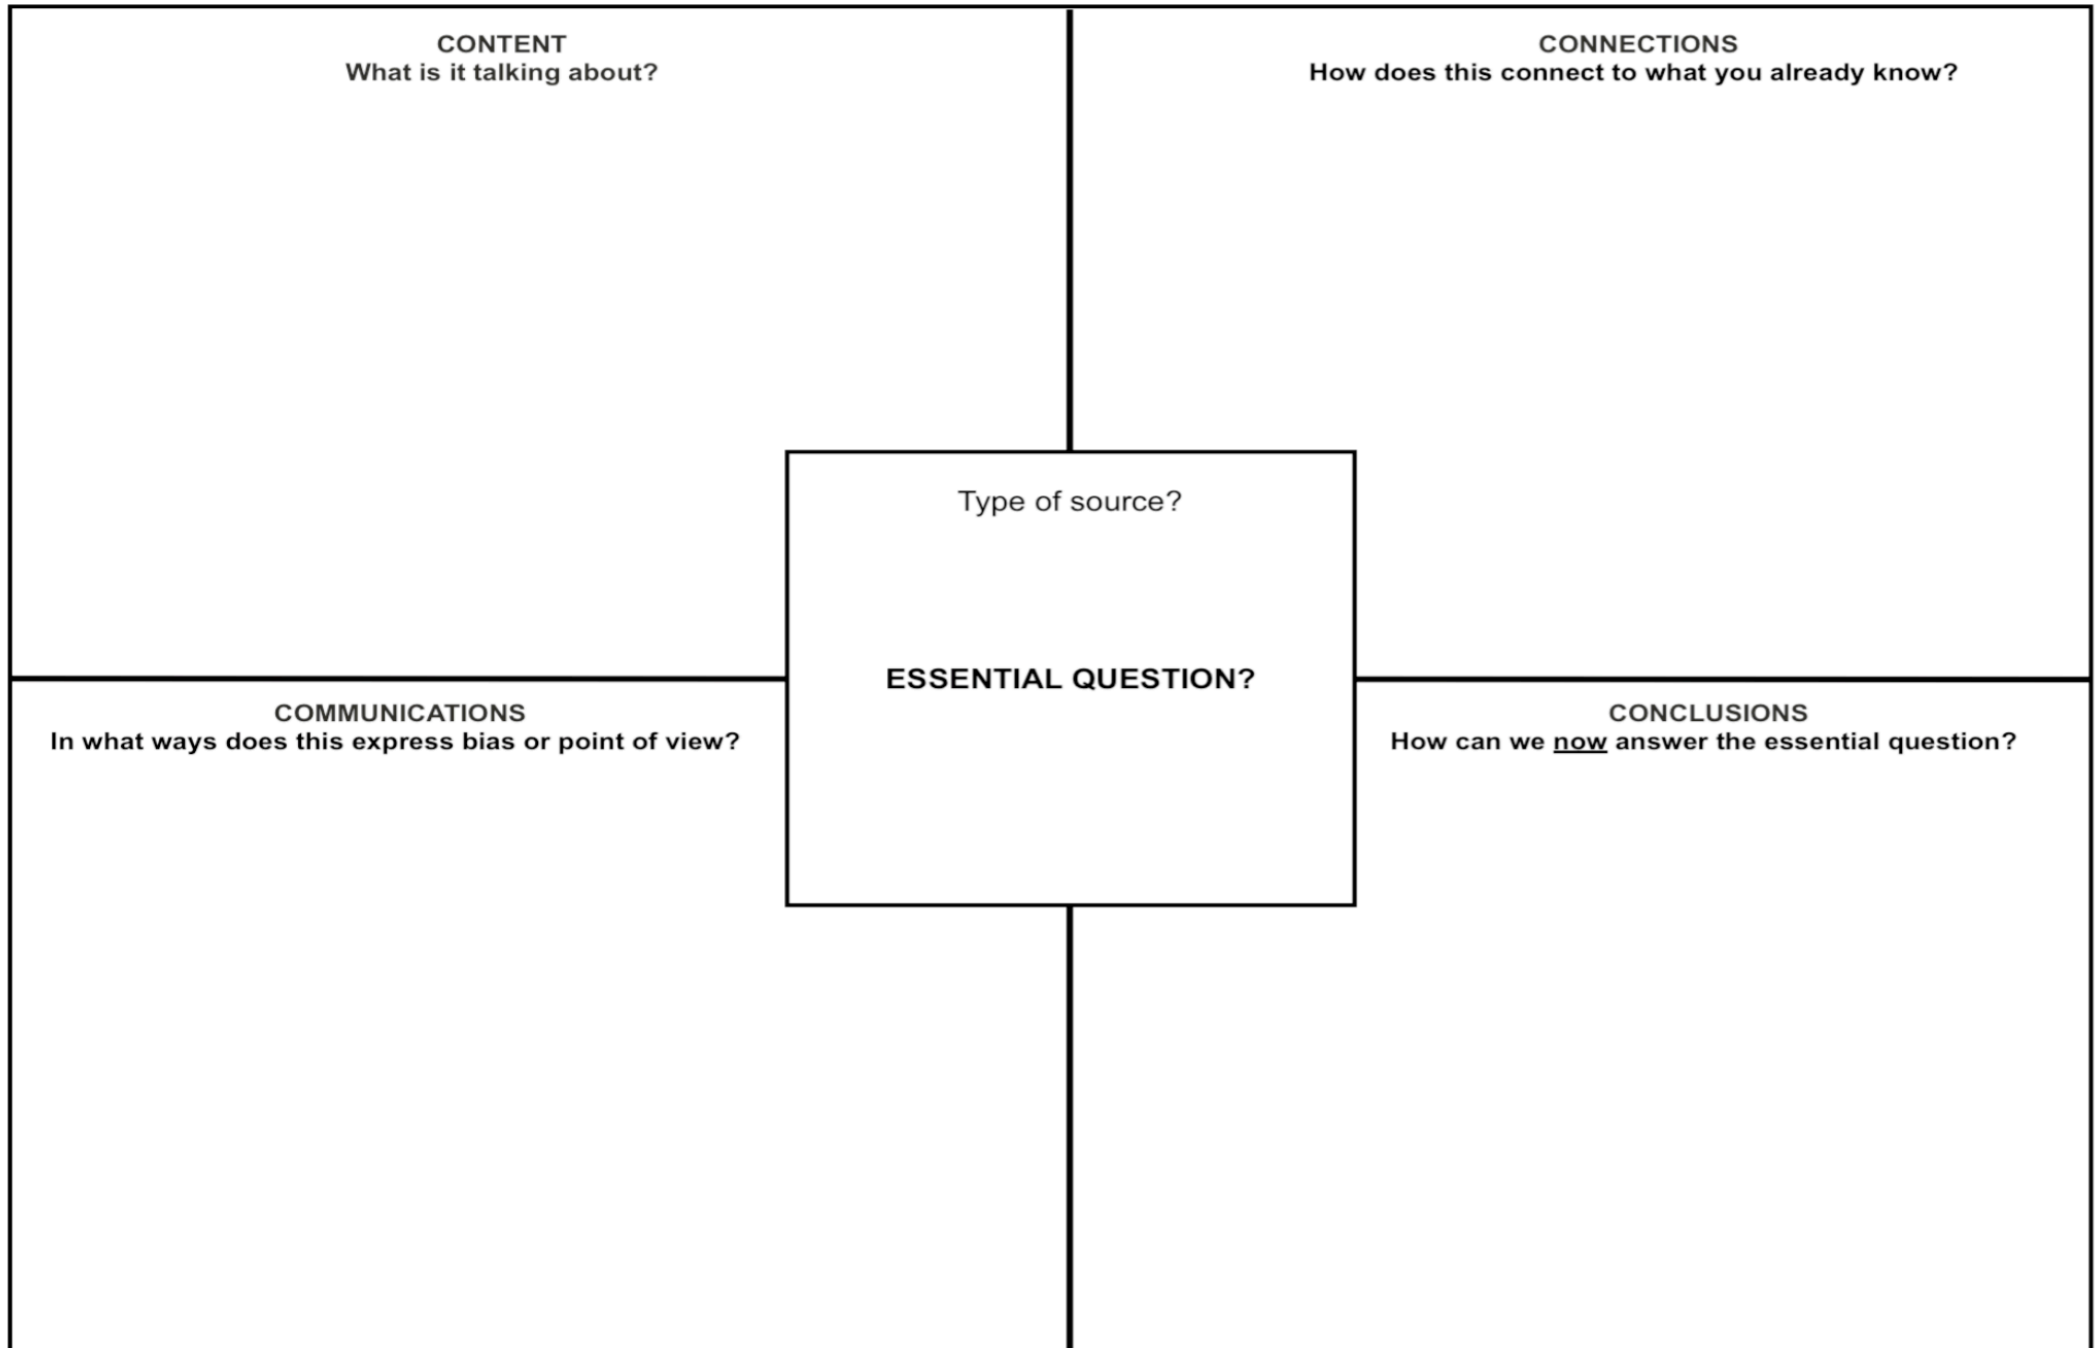 CONTENT
What is it talking about?
CONNECTIONS
How does this connect to what you already know?
Type of source?
ESSENTIAL QUESTION?
COMMUNICATIONS
In what ways does this express bias or point of view?
CONCLUSIONS
How can we now answer the essential question?